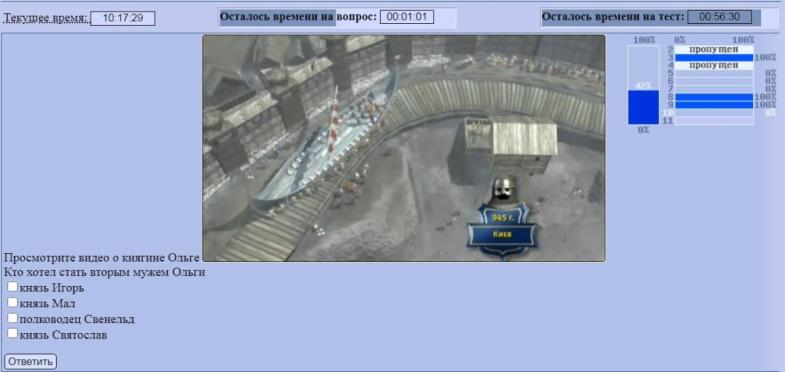 Текущее время: 10:17:29
Осталось времени на вопрос: 00:01:01
Осталось времени на тест: 00:56:30
100% 0% 100%
2 пропущен
3 100%
4 пропущен
5 0%
6 0%
7 0%
8 100%
9 100%
10 0%
11
42%
0%
945 г.
Киев
Просмотрите видео о княгине Ольге
Кто хотел стать вторым мужем Ольги
князь Игорь
князь Мал
полководец Свенельд
князь Святослав
Ответить